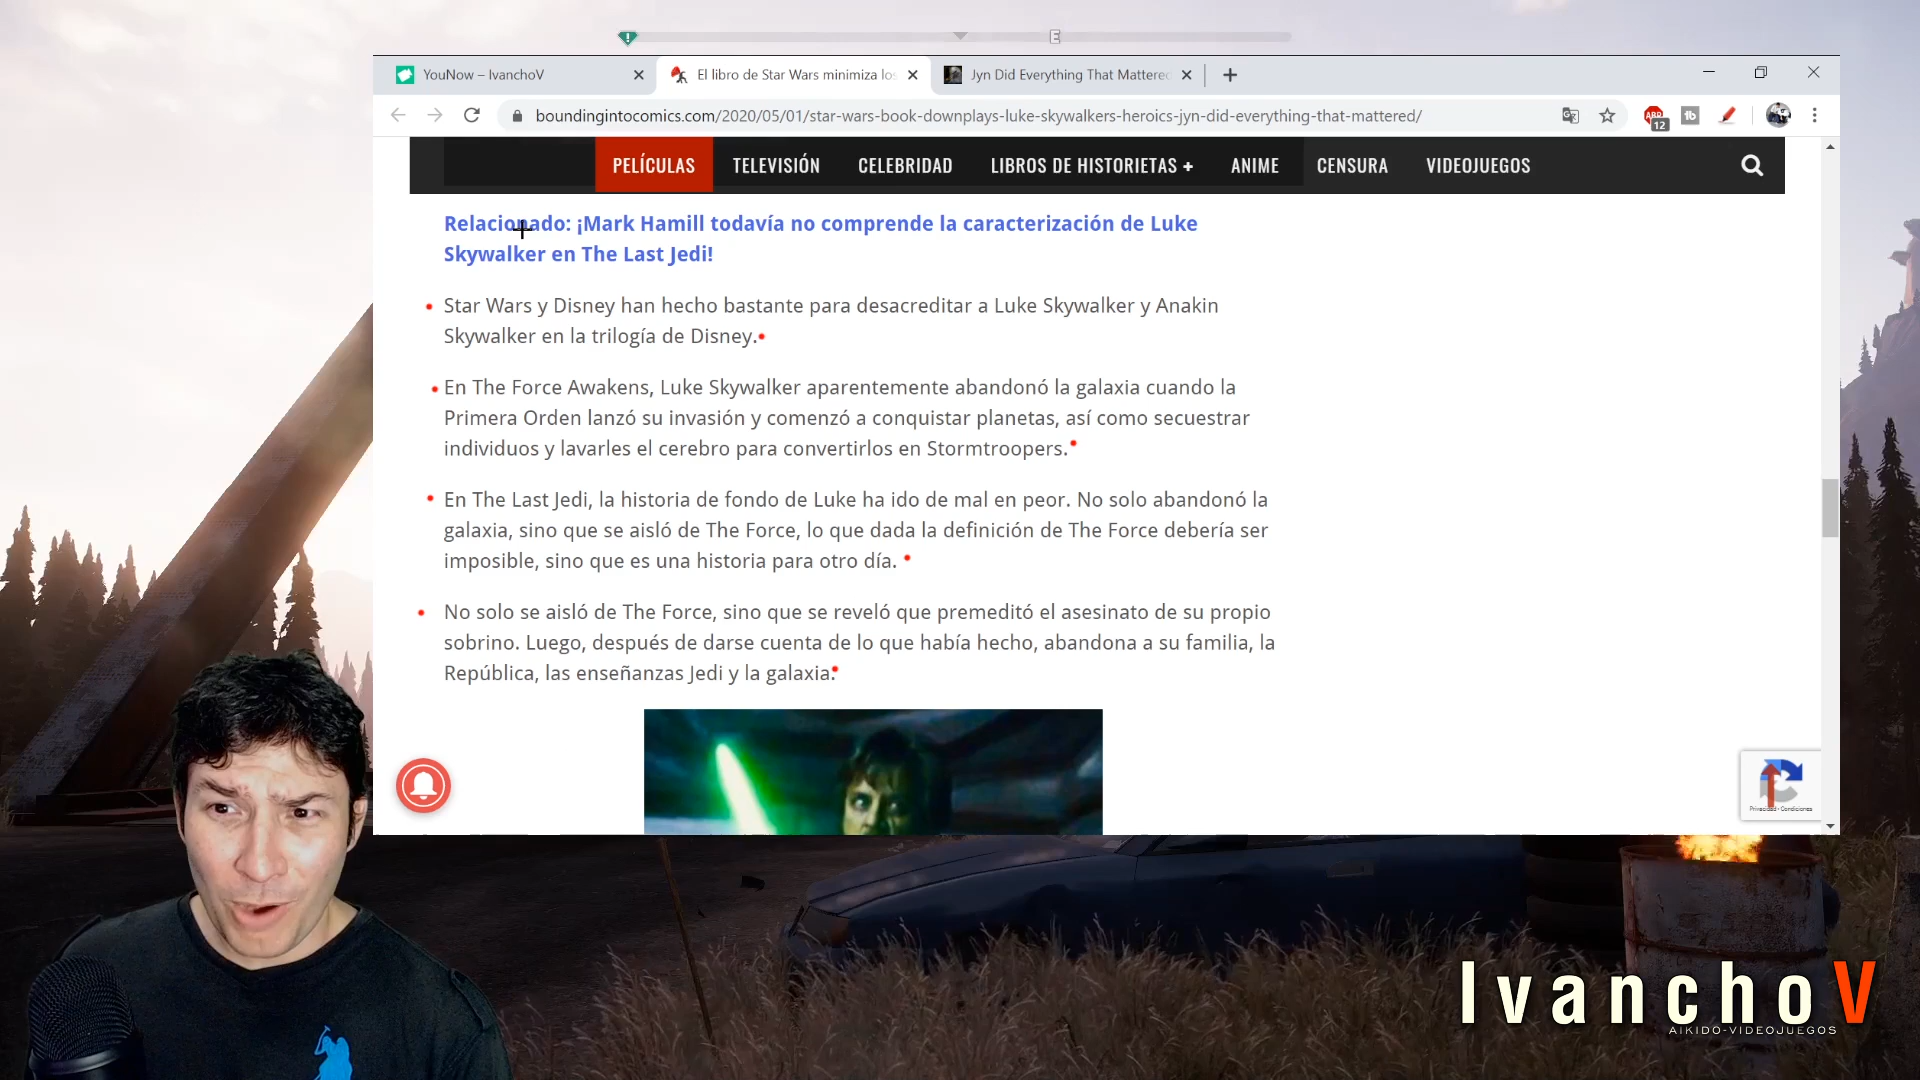 E
YouNow – IvanchoV
El libro de Star Wars minimiza los
Jyn Did Everything That Mattered
boundingintocomics.com/2020/05/01/star-wars-book-downplays-luke-skywalkers-heroics-jyn-did-everything-that-mattered/
ABP
12
tb
PELÍCULAS TELEVISIÓN CELEBRIDAD LIBROS DE HISTORIETAS + ANIME CENSURA VIDEOJUEGOS
Relacionado: ¡Mark Hamill todavía no comprende la caracterización de Luke
Skywalker en The Last Jedi!
Star Wars y Disney han hecho bastante para desacreditar a Luke Skywalker y Anakin
Skywalker en la trilogía de Disney.
En The Force Awakens, Luke Skywalker aparentemente abandonó la galaxia cuando la
Primera Orden lanzó su invasión y comenzó a conquistar planetas, así como secuestrar
individuos y lavarles el cerebro para convertirlos en Stormtroopers.
En The Last Jedi, la historia de fondo de Luke ha ido de mal en peor. No solo abandonó la
galaxia, sino que se aisló de The Force, lo que dada la definición de The Force debería ser
imposible, sino que es una historia para otro día.
No solo se aisló de The Force, sino que se reveló que premeditó el asesinato de su propio
sobrino. Luego, después de darse cuenta de lo que había hecho, abandona a su familia, la
República, las enseñanzas Jedi y la galaxia.
Privacidad - Condiciones
IvanchoV
AIKIDO-VIDEOJUEGOS